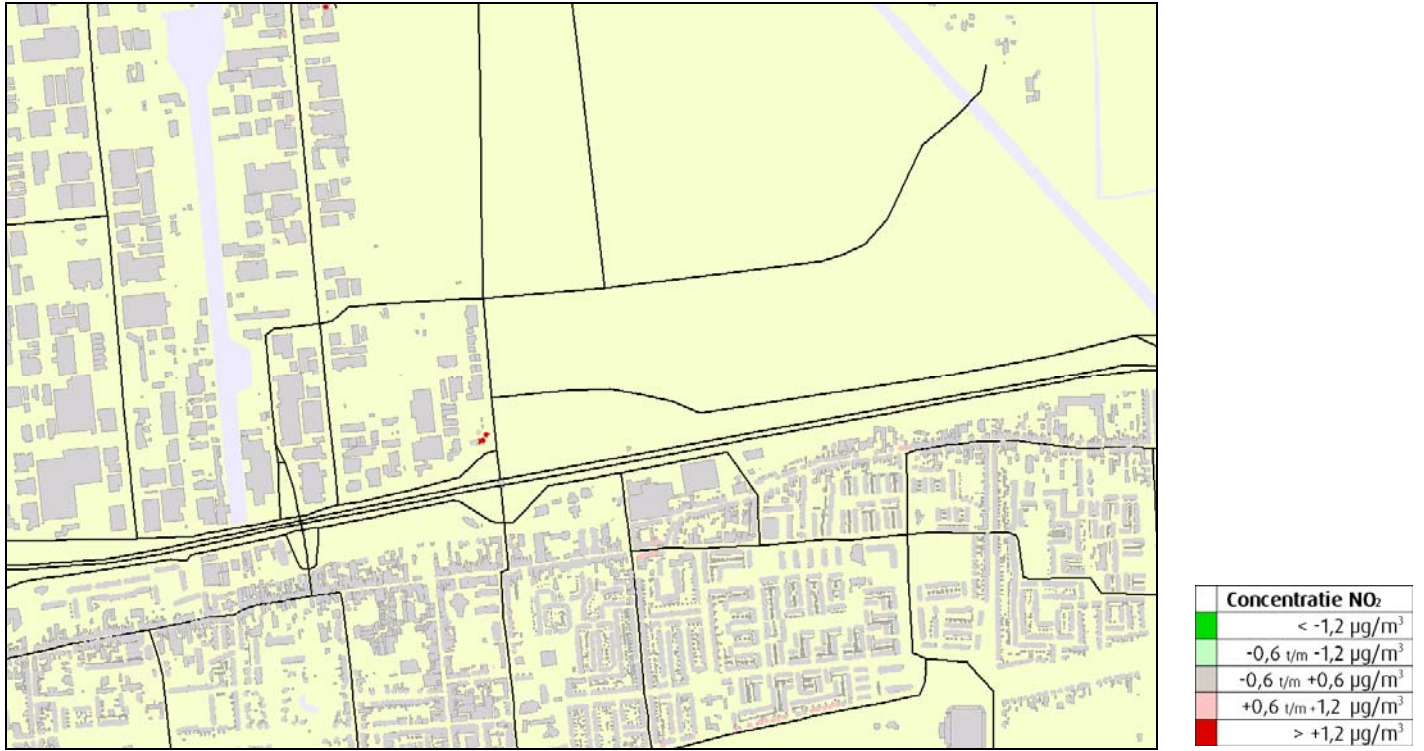 Concentratie NO₂
< -1,2 µg/m³
-0,6 t/m -1,2 µg/m³
-0,6 t/m +0,6 µg/m³
+0,6 t/m +1,2 µg/m³
> +1,2 µg/m³